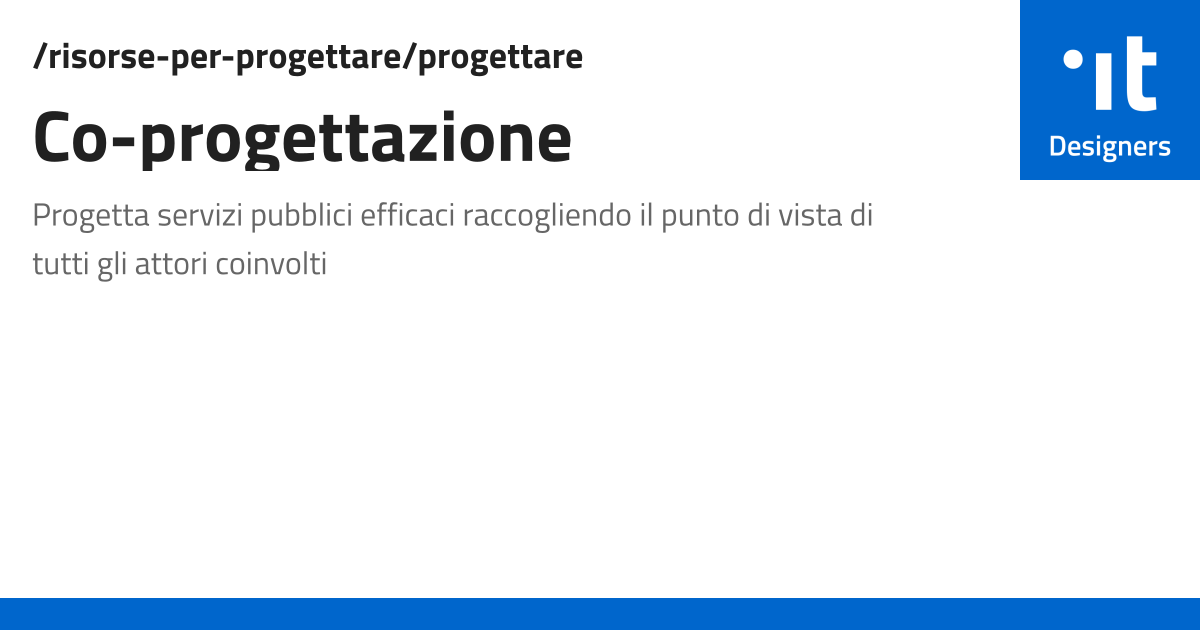 /risorse-per-progettare/progettare
Co-progettazione
Progetta servizi pubblici efficaci raccogliendo il punto di vista di
tutti gli attori coinvolti
it
Designers